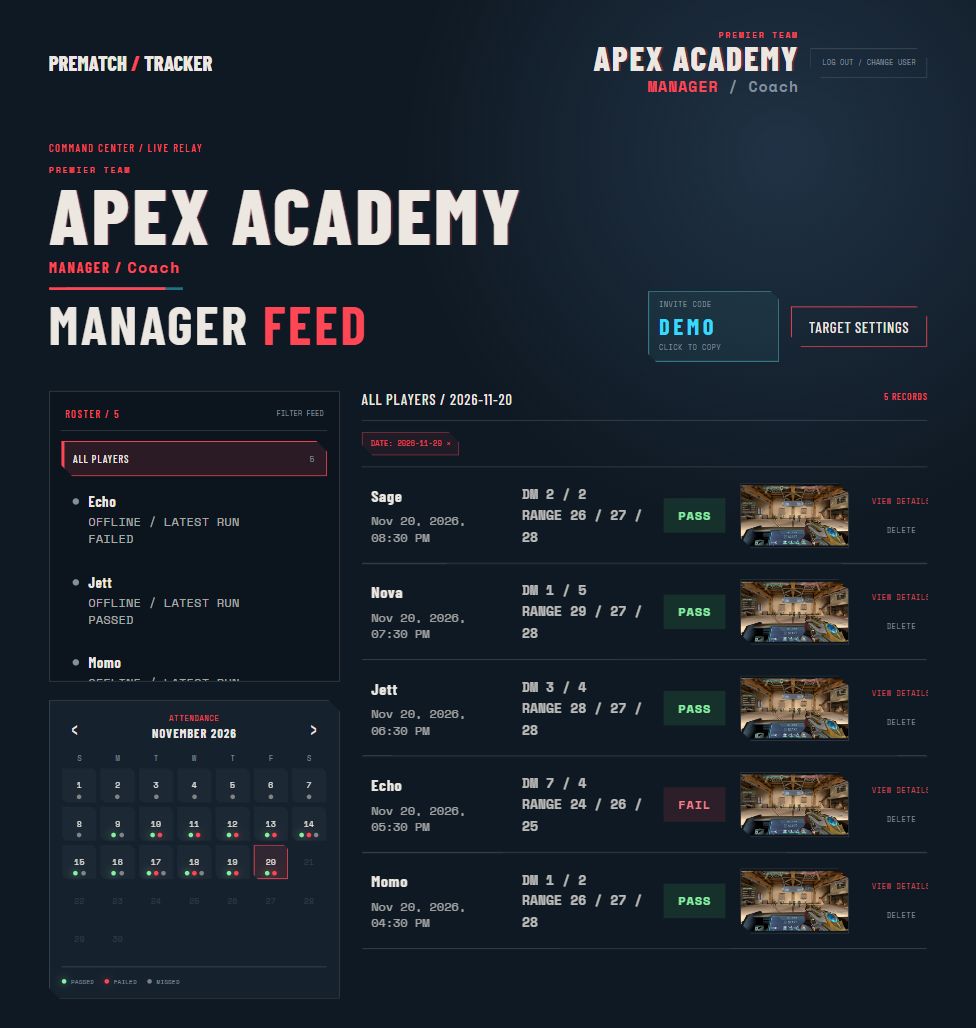 PREMATCH / TRACKER
PREMIER TEAM
APEX ACADEMY
MANAGER / Coach
LOG OUT / CHANGE USER
COMMAND CENTER / LIVE RELAY
PREMIER TEAM
APEX ACADEMY
MANAGER / Coach
MANAGER FEED
INVITE CODE
DEMO
CLICK TO COPY
TARGET SETTINGS
ROSTER / 5
FILTER FEED
ALL PLAYERS
5
Echo
OFFLINE / LATEST RUN
FAILED
Jett
OFFLINE / LATEST RUN
PASSED
Momo
OFFLINE / LATEST RUN
<
ATTENDANCE
NOVEMBER 2026
>
S M T W T F S
1 2 3 4 5 6 7
8 9 10 11 12 13 14
15 16 17 18 19 20 21
22 23 24 25 26 27 28
29 30
PASSED
FAILED
MISSED
ALL PLAYERS / 2026-11-20
5 RECORDS
DATE: 2026-11-20 ×
Sage
Nov 20, 2026,
08:30 PM
DM 2 / 2
RANGE 26 / 27 /
28
PASS
VIEW DETAILS
DELETE
Nova
Nov 20, 2026,
07:30 PM
DM 1 / 5
RANGE 29 / 27 /
28
PASS
VIEW DETAILS
DELETE
Jett
Nov 20, 2026,
06:30 PM
DM 3 / 4
RANGE 28 / 27 /
28
PASS
VIEW DETAILS
DELETE
Echo
Nov 20, 2026,
05:30 PM
DM 7 / 4
RANGE 24 / 26 /
25
FAIL
VIEW DETAILS
DELETE
Momo
Nov 20, 2026,
04:30 PM
DM 1 / 2
RANGE 26 / 27 /
28
PASS
VIEW DETAILS
DELETE